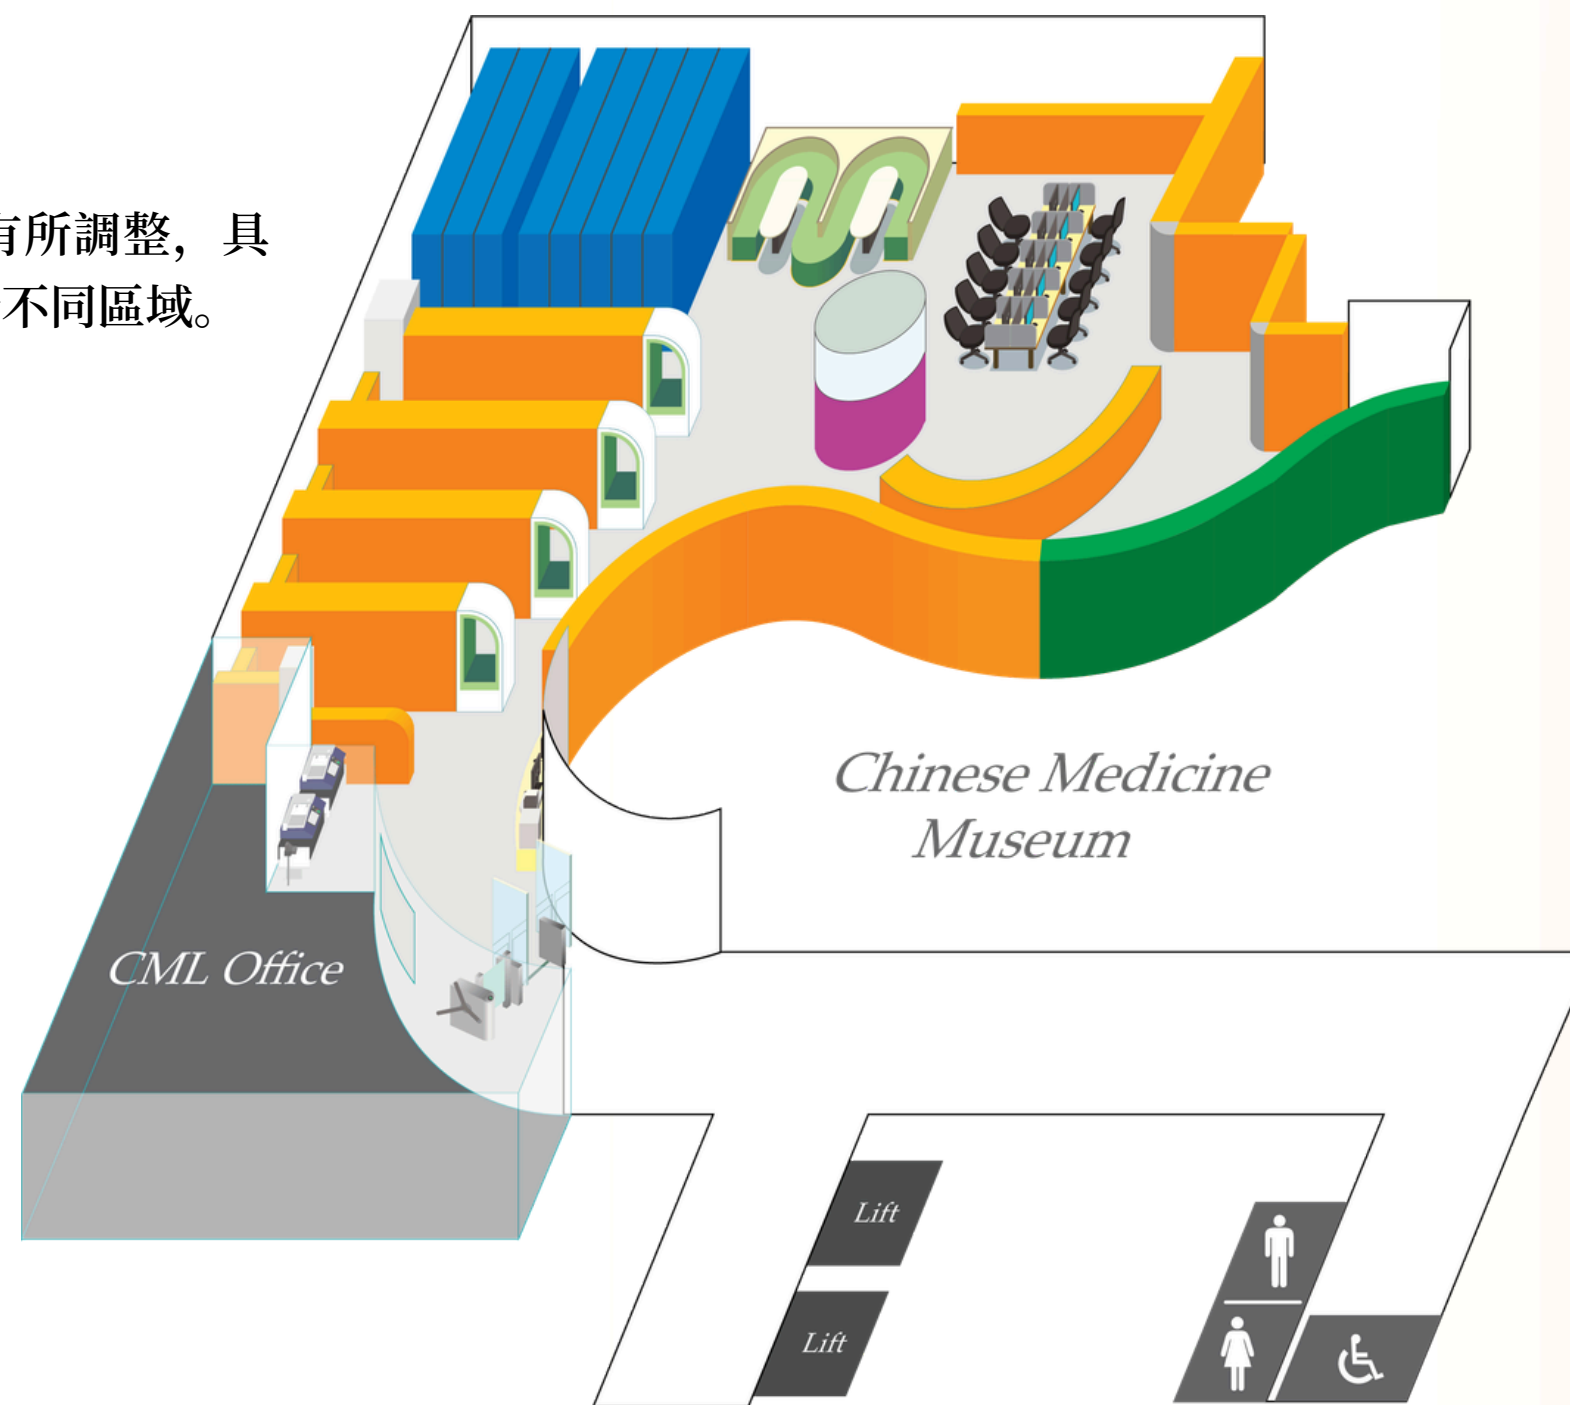 有所調整，具
不同區域。
Chinese Medicine
Museum
CML Office
Lift
Lift